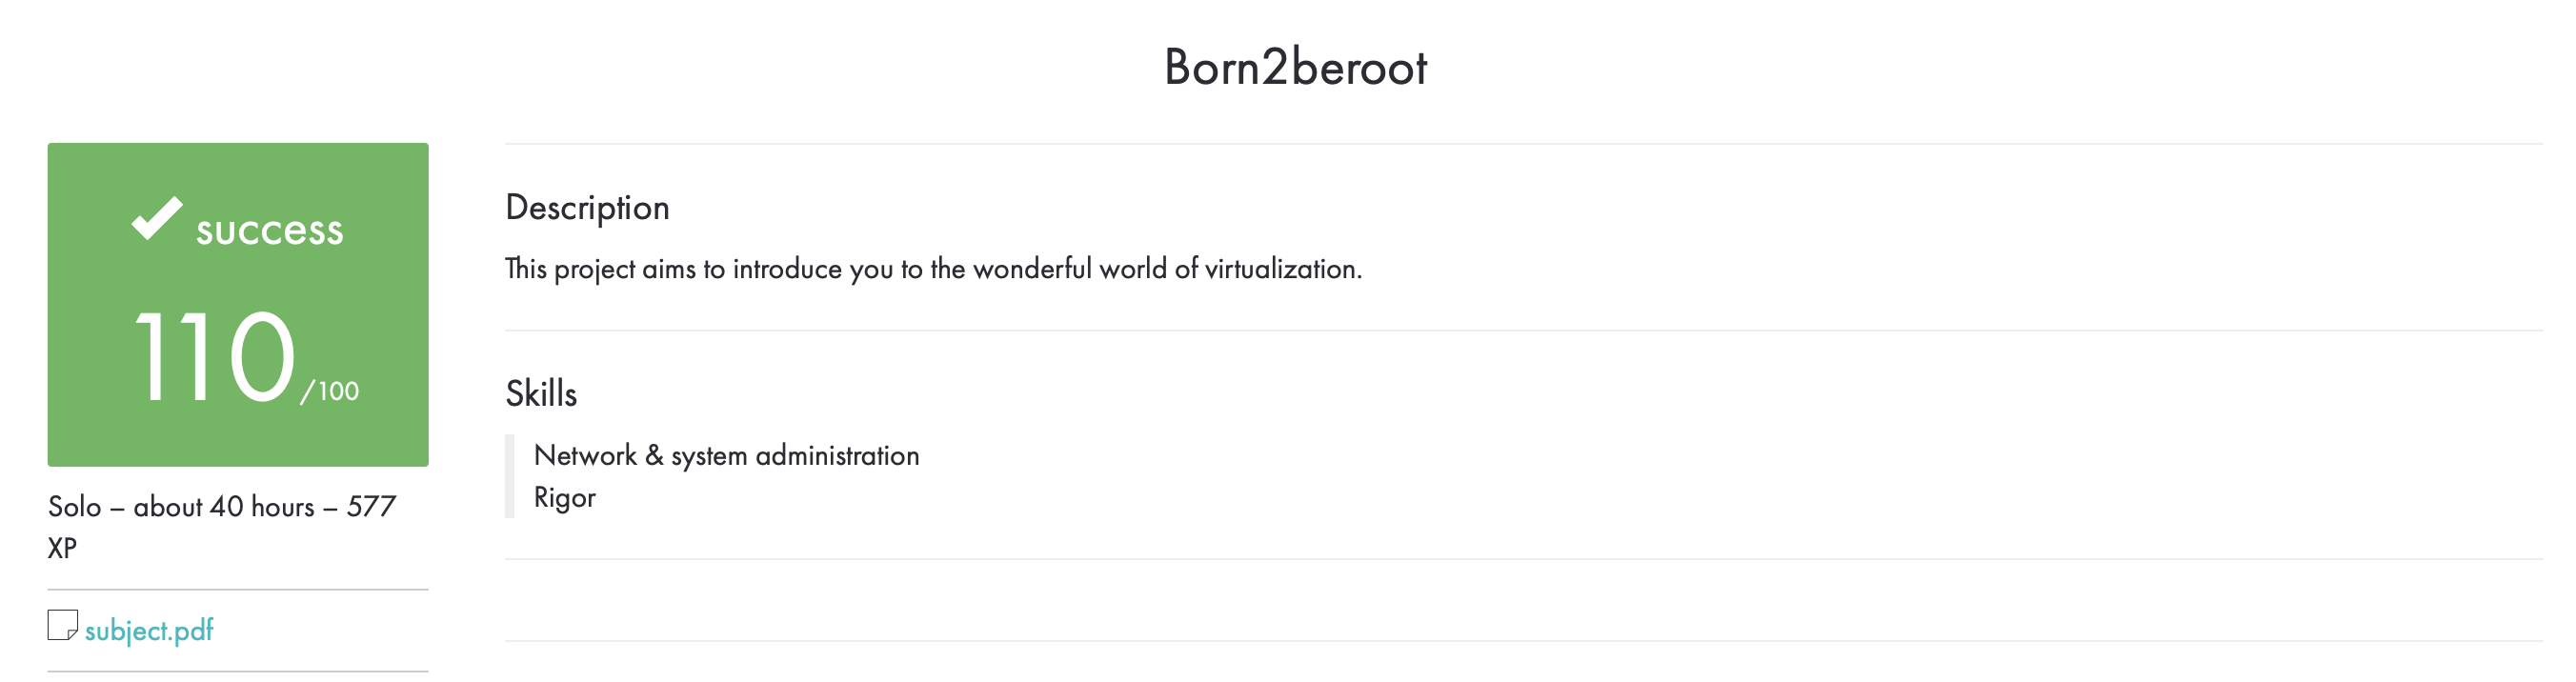 Born2beroot
success
110/100
Solo – about 40 hours – 577
XP
subject.pdf
Description
This project aims to introduce you to the wonderful world of virtualization.
Skills
Network & system administration
Rigor